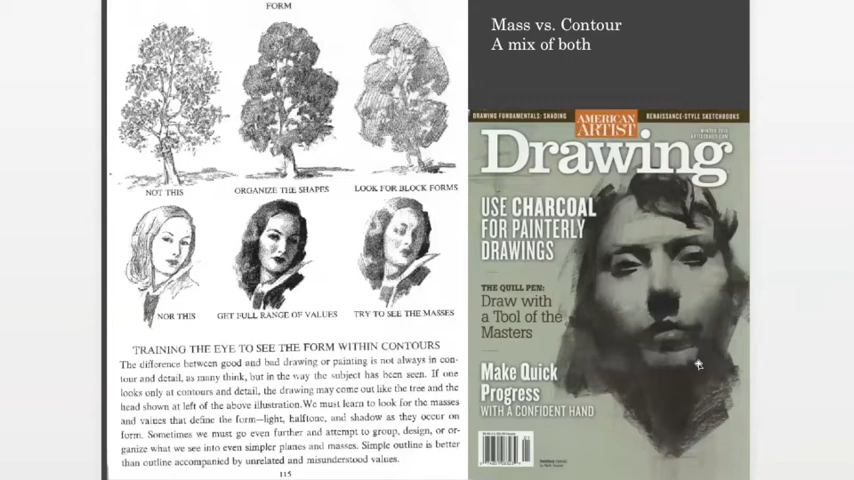 FORM
NOT THIS
ORGANIZE THE SHAPES
LOOK FOR BLOCK FORMS
NOR THIS
GET FULL RANGE OF VALUES
TRY TO SEE THE MASSES
TRAINING THE EYE TO SEE THE FORM WITHIN CONTOURS
The difference between good and bad drawing or painting is not always in con-
tour and detail, as many think, but in the way the subject has been seen. If one
looks only at contours and detail, the drawing may come out like the tree and the
head shown at left of the above illustration.We must learn to look for the masses
and values that define the form—light, halftone, and shadow as they occur on
form. Sometimes we must go even further and attempt to group, design, or or-
ganize what we see into even simpler planes and masses. Simple outline is better
than outline accompanied by unrelated and misunderstood values.
115
Mass vs. Contour
A mix of both
DRAWING FUNDAMENTALS: SHADING
AMERICAN
ARTIST
RENAISSANCE-STYLE SKETCHBOOKS
Drawing
USE CHARCOAL
FOR PAINTERLY
DRAWINGS
THE QUILL PEN:
Draw with
a Tool of the
Masters
Make Quick
Progress
WITH A CONFIDENT HAND